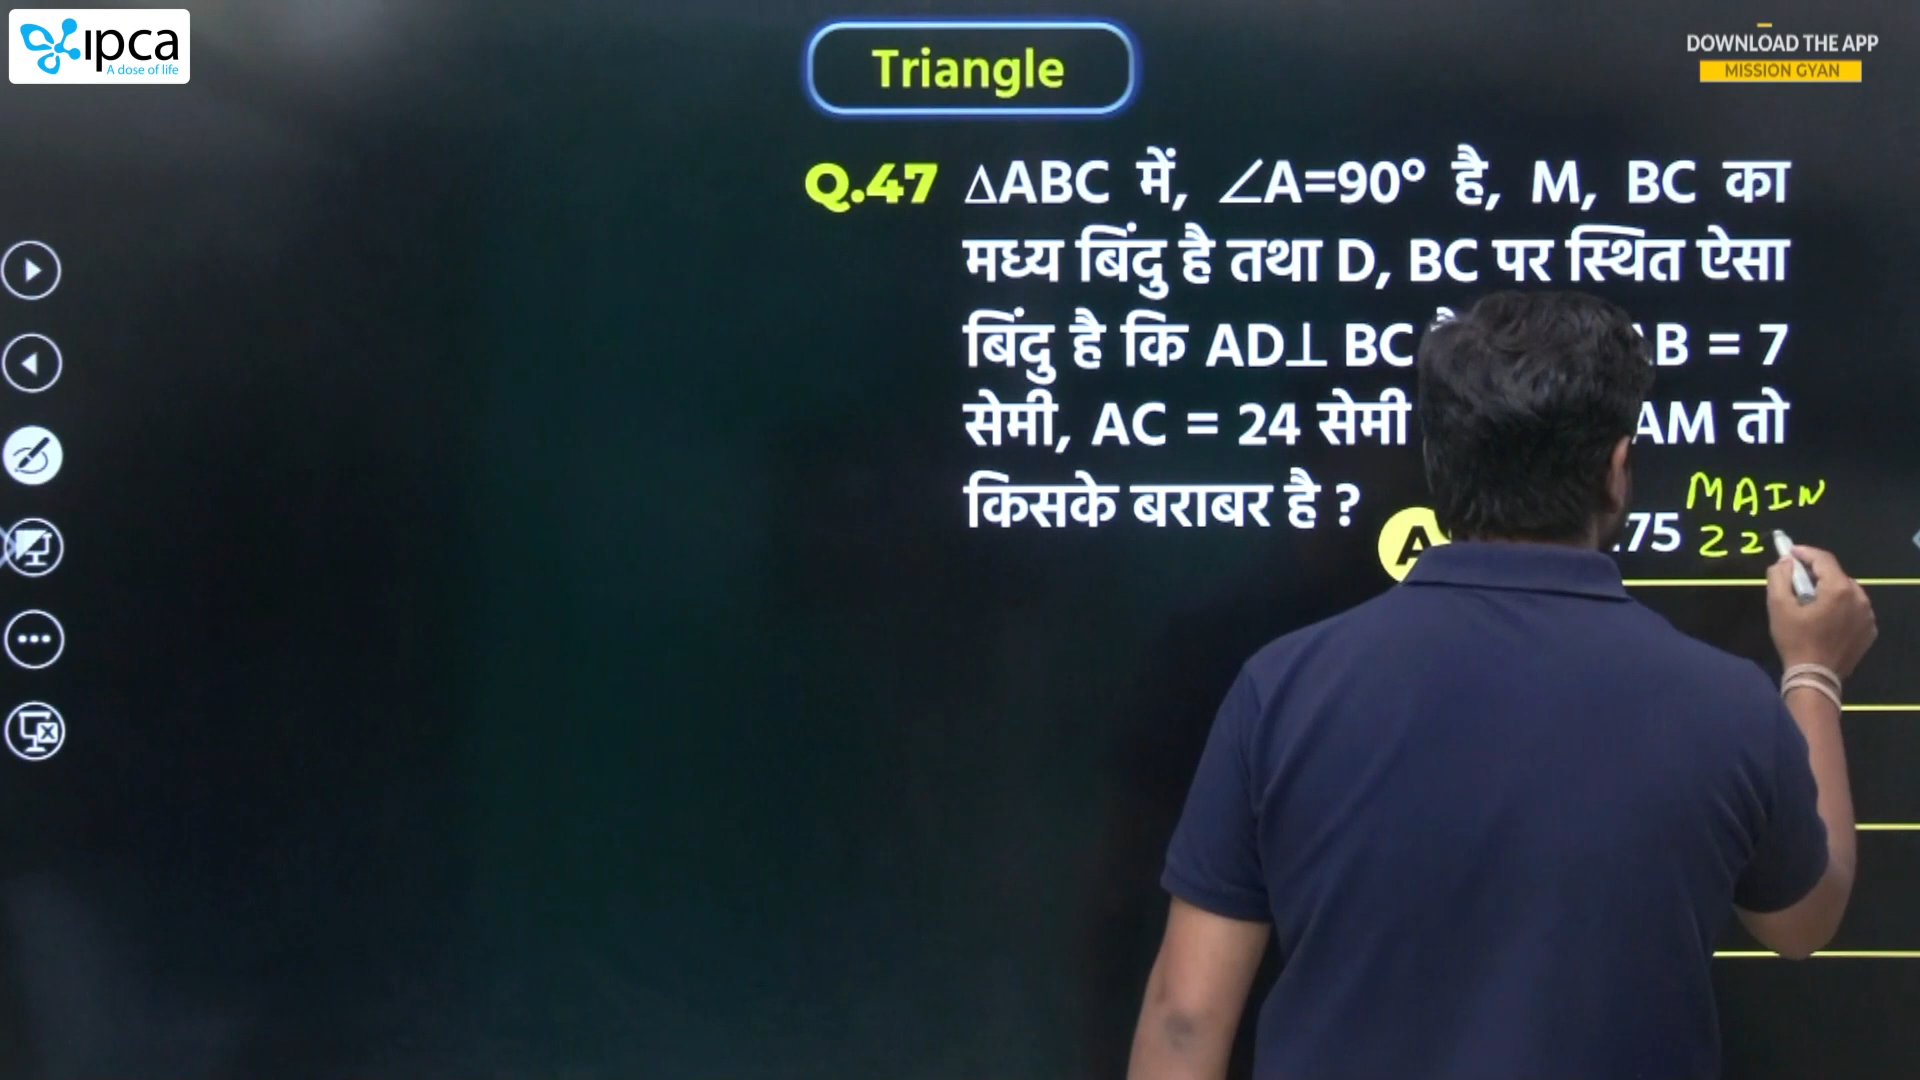 ipca
A dose of life
Triangle
DOWNLOAD THE APP
MISSION GYAN
Q.47 ∆ABC में, ∠A=90° है, M, BC का
मध्य बिंदु है तथा D, BC पर स्थित ऐसा
बिंदु है कि AD⊥ BC = 7
सेमी, AC = 24 सेमी AM तो
किसके बराबर है ?
A 75
MAIN
22